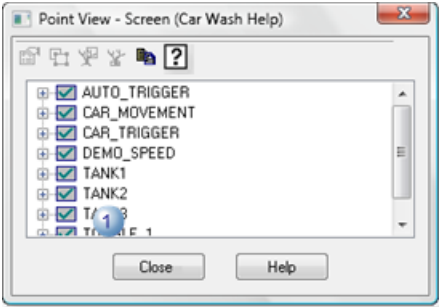 Point View - Screen (Car Wash Help)
?
AUTO_TRIGGER
CAR_MOVEMENT
CAR_TRIGGER
DEMO_SPEED
TANK1
TANK2
1
Close
Help